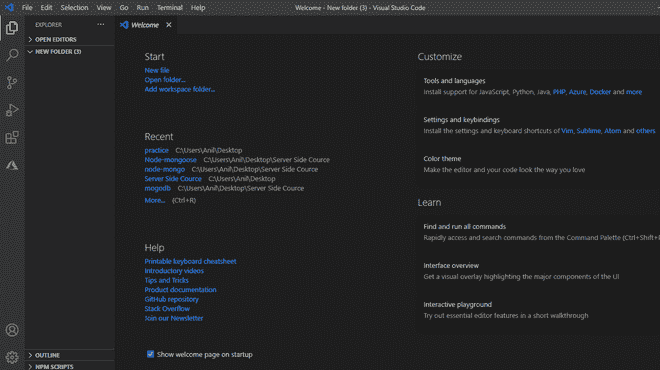 File Edit Selection View Go Run Terminal Help Welcome - New folder (3) - Visual Studio Code
EXPLORER ...
OPEN EDITORS
NEW FOLDER (3)
OUTLINE
NPM SCRIPTS
Welcome
Start
New file
Open folder...
Add workspace folder...
Recent
practice C:\Users\Anil\Desktop
Node-mongoose C:\Users\Anil\Desktop\Server Side Cource
node-mongo C:\Users\Anil\Desktop\Server Side Cource
Server Side Cource C:\Users\Anil\Desktop
mogodb C:\Users\Anil\Desktop\Server Side Cource
More... (Ctrl+R)
Help
Printable keyboard cheatsheet
Introductory videos
Tips and Tricks
Product documentation
GitHub repository
Stack Overflow
Join our Newsletter
Show welcome page on startup
Customize
Tools and languages
Install support for JavaScript, Python, Java, PHP, Azure, Docker and more
Settings and keybindings
Install the settings and keyboard shortcuts of Vim, Sublime, Atom and others
Color theme
Make the editor and your code look the way you love
Learn
Find and run all commands
Rapidly access and search commands from the Command Palette (Ctrl+Shift+
Interface overview
Get a visual overlay highlighting the major components of the UI
Interactive playground
Try out essential editor features in a short walkthrough